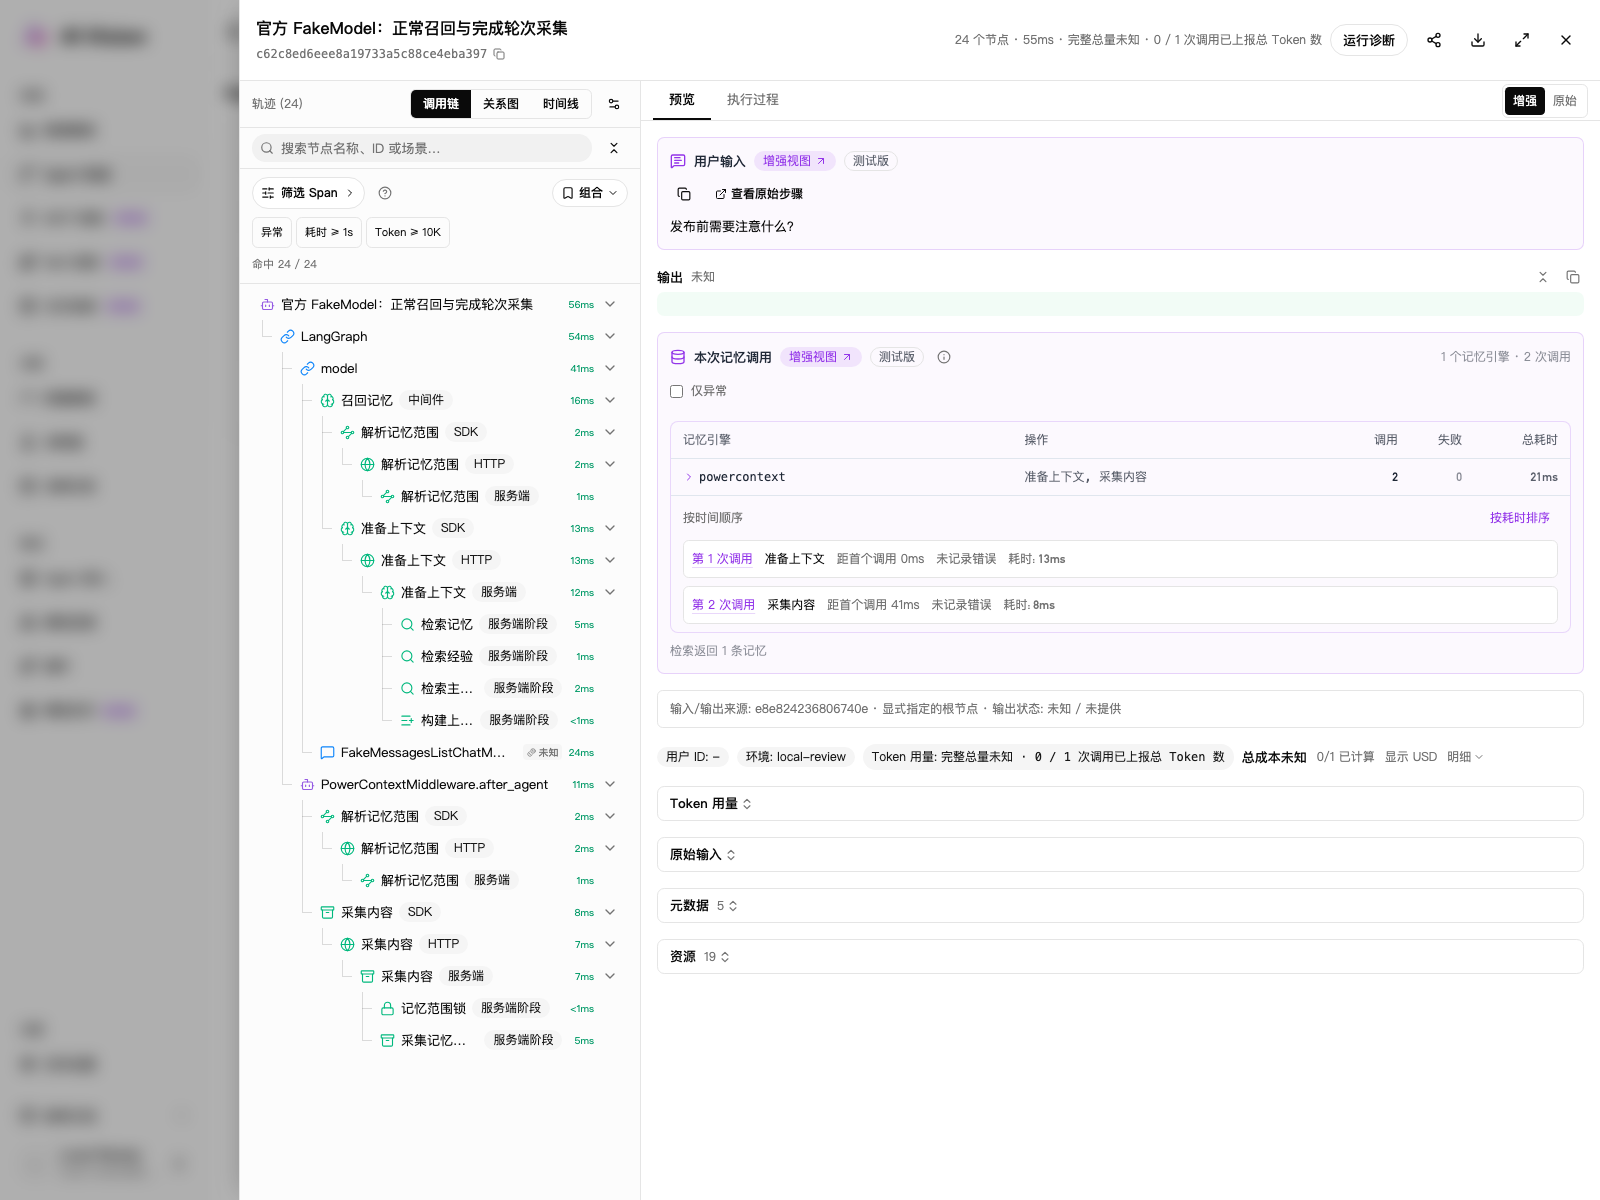 官方 FakeModel：正常召回与完成轮次采集
c62c8ed6eee8a19733a5c88ce4eba397
24 个节点 · 55ms · 完整总量未知 · 0 / 1 次调用已上报总 Token 数
运行诊断
轨迹 (24)
调用链 关系图 时间线
搜索节点名称、ID 或场景...
筛选 Span
组合
异常 耗时 ≥ 1s Token ≥ 10K
命中 24 / 24
官方 FakeModel：正常召回与完成轮次采集 56ms
LangGraph 54ms
model 41ms
召回记忆 中间件 16ms
解析记忆范围 SDK 2ms
解析记忆范围 HTTP 2ms
解析记忆范围 服务端 1ms
准备上下文 SDK 13ms
准备上下文 HTTP 13ms
准备上下文 服务端 12ms
检索记忆 服务端阶段 5ms
检索经验 服务端阶段 1ms
检索主... 服务端阶段 2ms
构建上... 服务端阶段 <1ms
FakeMessagesListChatM... 未知 24ms
PowerContextMiddleware.after_agent 11ms
解析记忆范围 SDK 2ms
解析记忆范围 HTTP 2ms
解析记忆范围 服务端 1ms
采集内容 SDK 8ms
采集内容 HTTP 7ms
采集内容 服务端 7ms
记忆范围锁 服务端阶段 <1ms
采集记忆... 服务端阶段 5ms
预览 执行过程
增强 原始
用户输入 增强视图 测试版
查看原始步骤
发布前需要注意什么?
输出 未知
本次记忆调用 增强视图 测试版
1 个记忆引擎 · 2 次调用
仅异常
记忆引擎 操作 调用 失败 总耗时
powercontext 准备上下文, 采集内容 2 0 21ms
按时间顺序 按耗时排序
第 1 次调用 准备上下文 距首个调用 0ms 未记录错误 耗时: 13ms
第 2 次调用 采集内容 距首个调用 41ms 未记录错误 耗时: 8ms
检索返回 1 条记忆
输入/输出来源: e8e824236806740e · 显式指定的根节点 · 输出状态: 未知 / 未提供
用户 ID: – 环境: local-review Token 用量: 完整总量未知 · 0 / 1 次调用已上报总 Token 数 总成本未知 0/1 已计算 显示 USD 明细
Token 用量
原始输入
元数据 5
资源 19